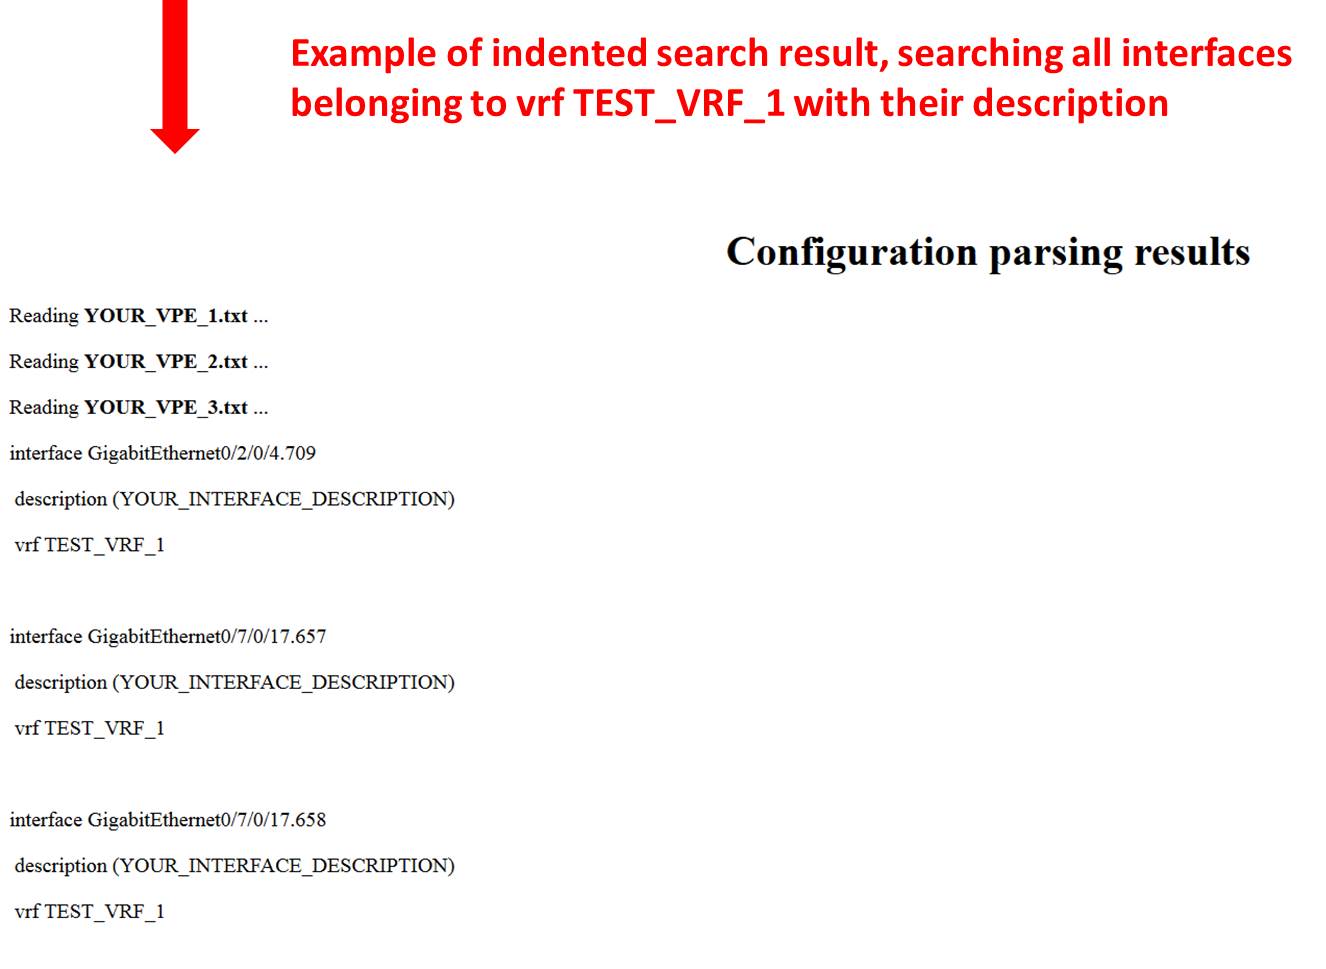 Example of indented search result, searching all interfaces
belonging to vrf TEST_VRF_1 with their description
Configuration parsing results
Reading YOUR_VPE_1.txt ...
Reading YOUR_VPE_2.txt ...
Reading YOUR_VPE_3.txt ...
interface GigabitEthernet0/2/0/4.709
description (YOUR_INTERFACE_DESCRIPTION)
vrf TEST_VRF_1
interface GigabitEthernet0/7/0/17.657
description (YOUR_INTERFACE_DESCRIPTION)
vrf TEST_VRF_1
interface GigabitEthernet0/7/0/17.658
description (YOUR_INTERFACE_DESCRIPTION)
vrf TEST_VRF_1